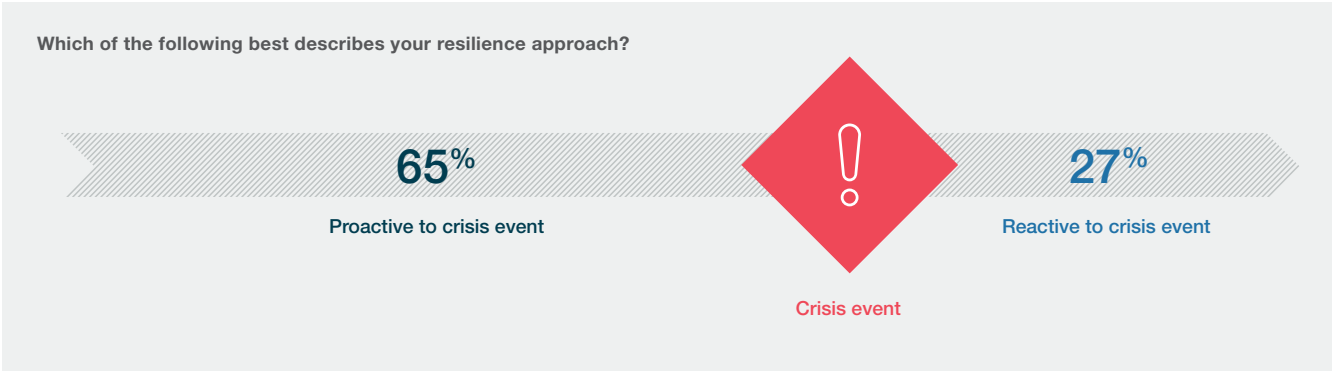 Which of the following best describes your resilience approach?
65%
27%
Proactive to crisis event
Reactive to crisis event
Crisis event